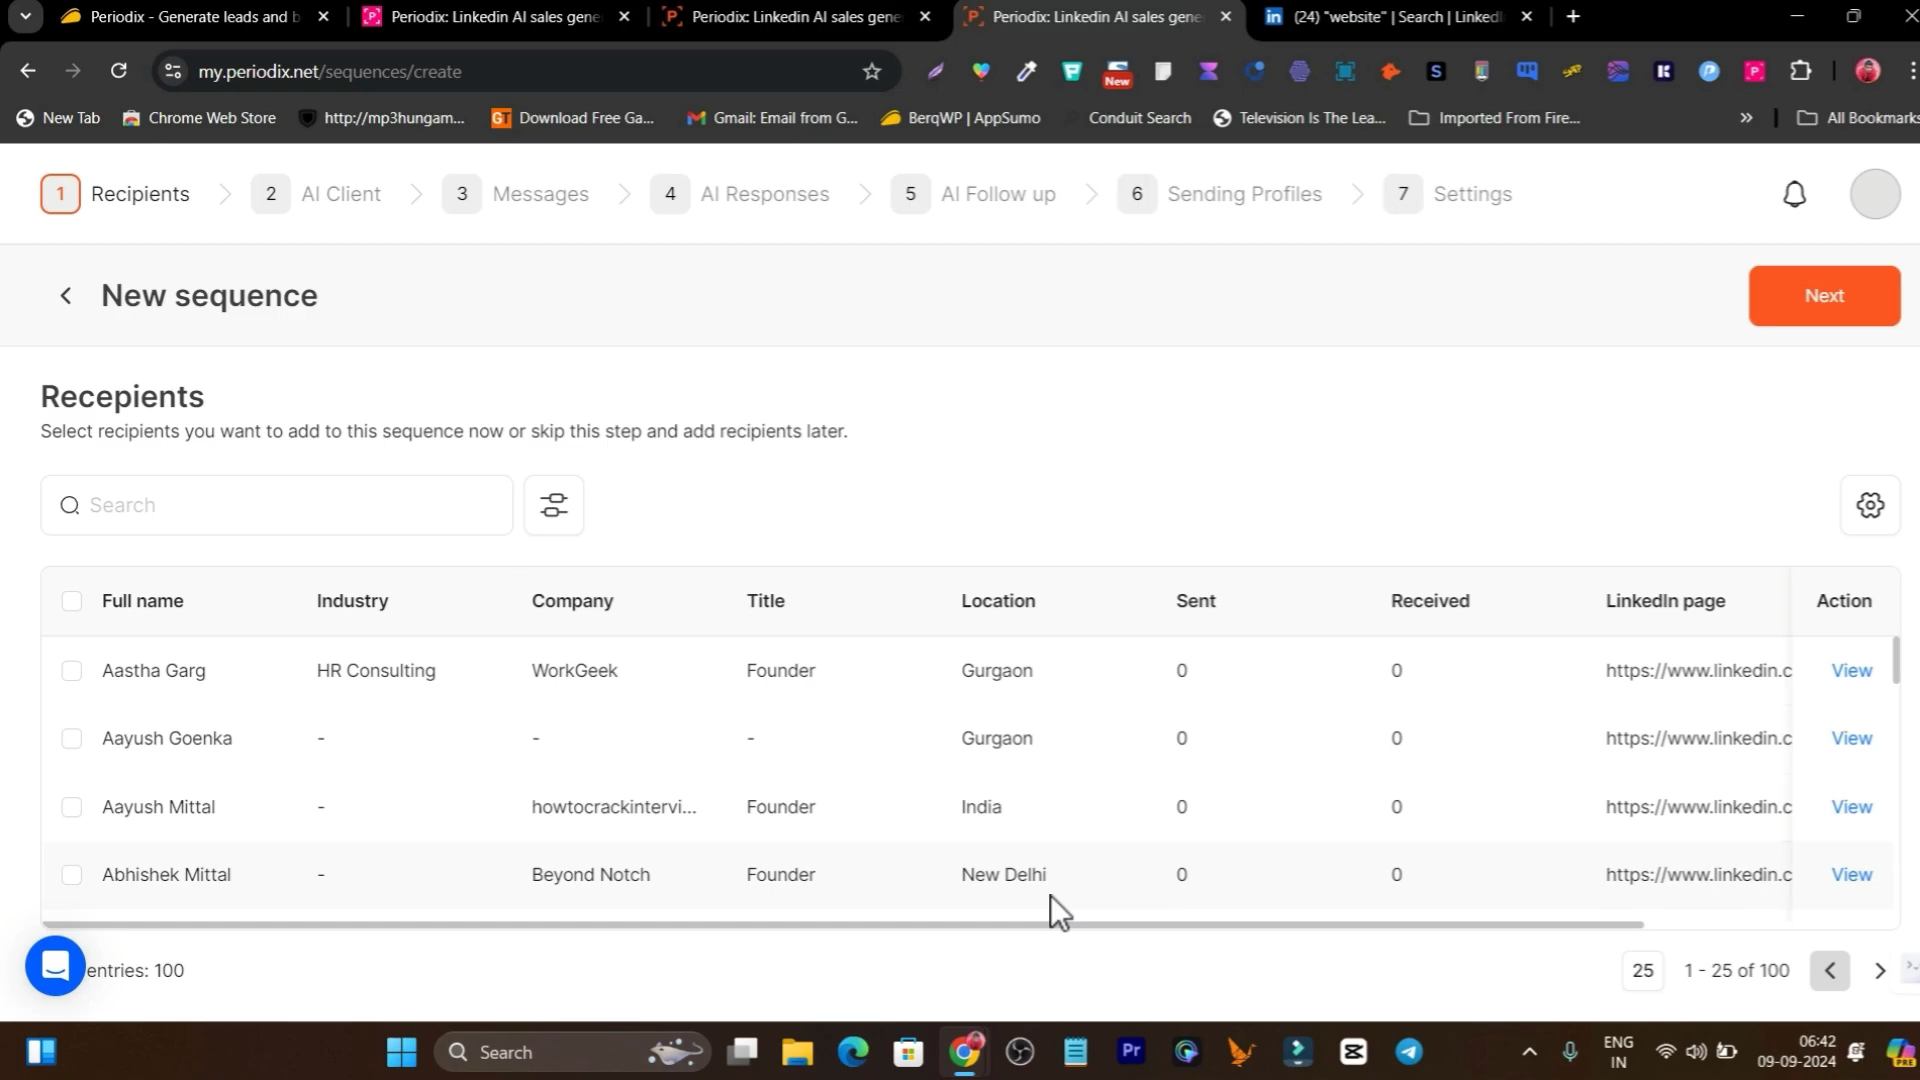 Periodix - Generate leads and b
Periodix: Linkedin AI sales gene
Periodix: Linkedin AI sales gene
Periodix: Linkedin AI sales gene
(24) "website" | Search | LinkedI
my.periodix.net/sequences/create
New
New Tab
Chrome Web Store
http://mp3hungam...
Download Free Ga...
Gmail: Email from G...
BerqWP | AppSumo
Conduit Search
Television Is The Lea...
Imported From Fire...
All Bookmarks
1 Recipients
2 AI Client
3 Messages
4 AI Responses
5 AI Follow up
6 Sending Profiles
7 Settings
New sequence
Next
Recepients
Select recipients you want to add to this sequence now or skip this step and add recipients later.
Search
Full name Industry Company Title Location Sent Received LinkedIn page Action
Aastha Garg HR Consulting WorkGeek Founder Gurgaon 0 0 https://www.linkedin.c View
Aayush Goenka - - - Gurgaon 0 0 https://www.linkedin.c View
Aayush Mittal - howtocrackintervi... Founder India 0 0 https://www.linkedin.c View
Abhishek Mittal - Beyond Notch Founder New Delhi 0 0 https://www.linkedin.c View
entries: 100
25 1 - 25 of 100
Search
Pr
ENG
IN
06:42
09-09-2024
PRE